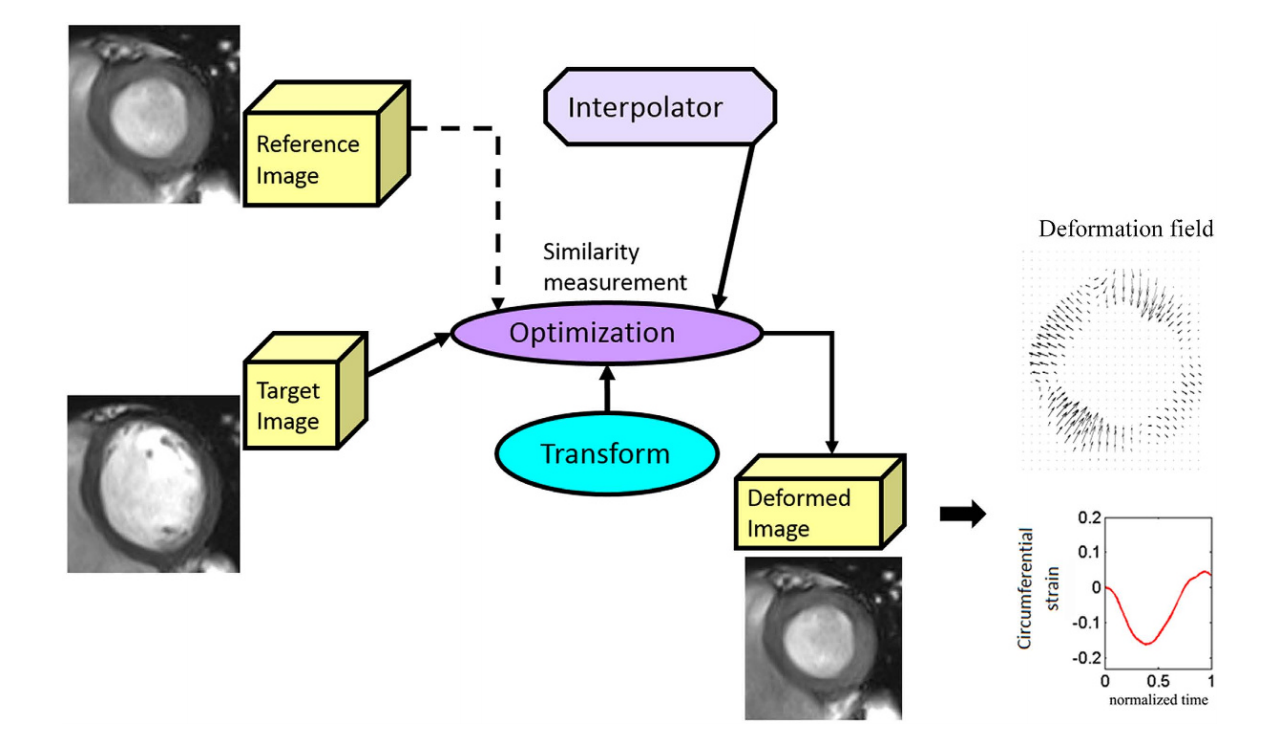 Reference
Image
Interpolator
Similarity
measurement
Optimization
Target
Image
Transform
Deformed
Image
Deformation field
Circumferential
strain
0.2
0.1
0
-0.1
-0.2
0 0.5 1
normalized time